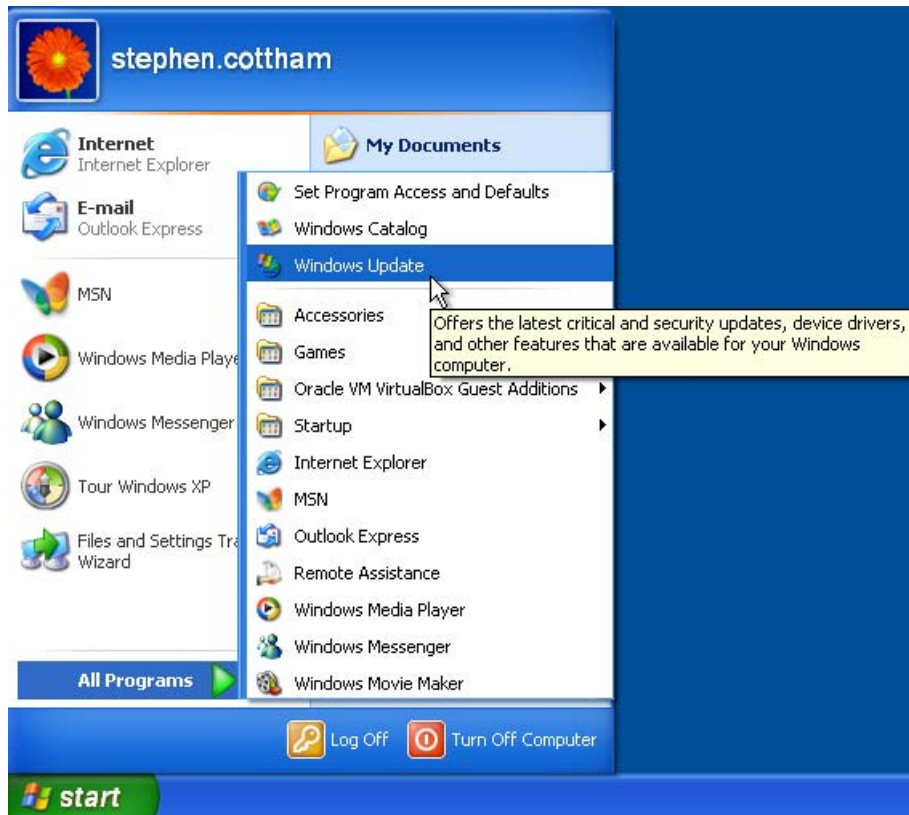 stephen.cottham
Internet
Internet Explorer
E-mail
Outlook Express
MSN
Windows Media Playe
Windows Messenger
Tour Windows XP
Files and Settings Tra
Wizard
All Programs
My Documents
Set Program Access and Defaults
Windows Catalog
Windows Update
Accessories
Games
Oracle VM VirtualBox Guest Additions
Startup
Internet Explorer
MSN
Outlook Express
Remote Assistance
Windows Media Player
Windows Messenger
Windows Movie Maker
Offers the latest critical and security updates, device drivers,
and other features that are available for your Windows
computer.
Log Off
Turn Off Computer
start